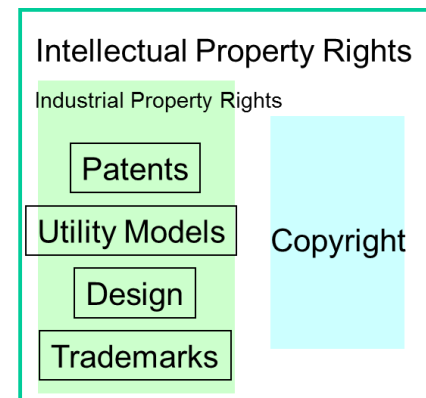 Intellectual Property Rights
Industrial Property Rights
Patents
Utility Models
Design
Trademarks
Copyright